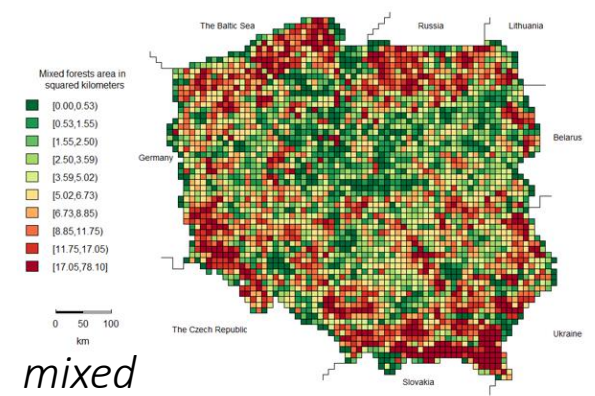 The Baltic Sea
Russia
Lithuania
Mixed forests area in
squared kilometers
[0.00,0.53)
[0.53,1.55)
[1.55,2.50)
[2.50,3.59)
[3.59,5.02)
[5.02,6.73)
[6.73,8.85)
[8.85,11.75)
[11.75,17.05)
[17.05,78.10]
Belarus
Germany
0 50 100
km
The Czech Republic
Ukraine
mixed
Slovakia